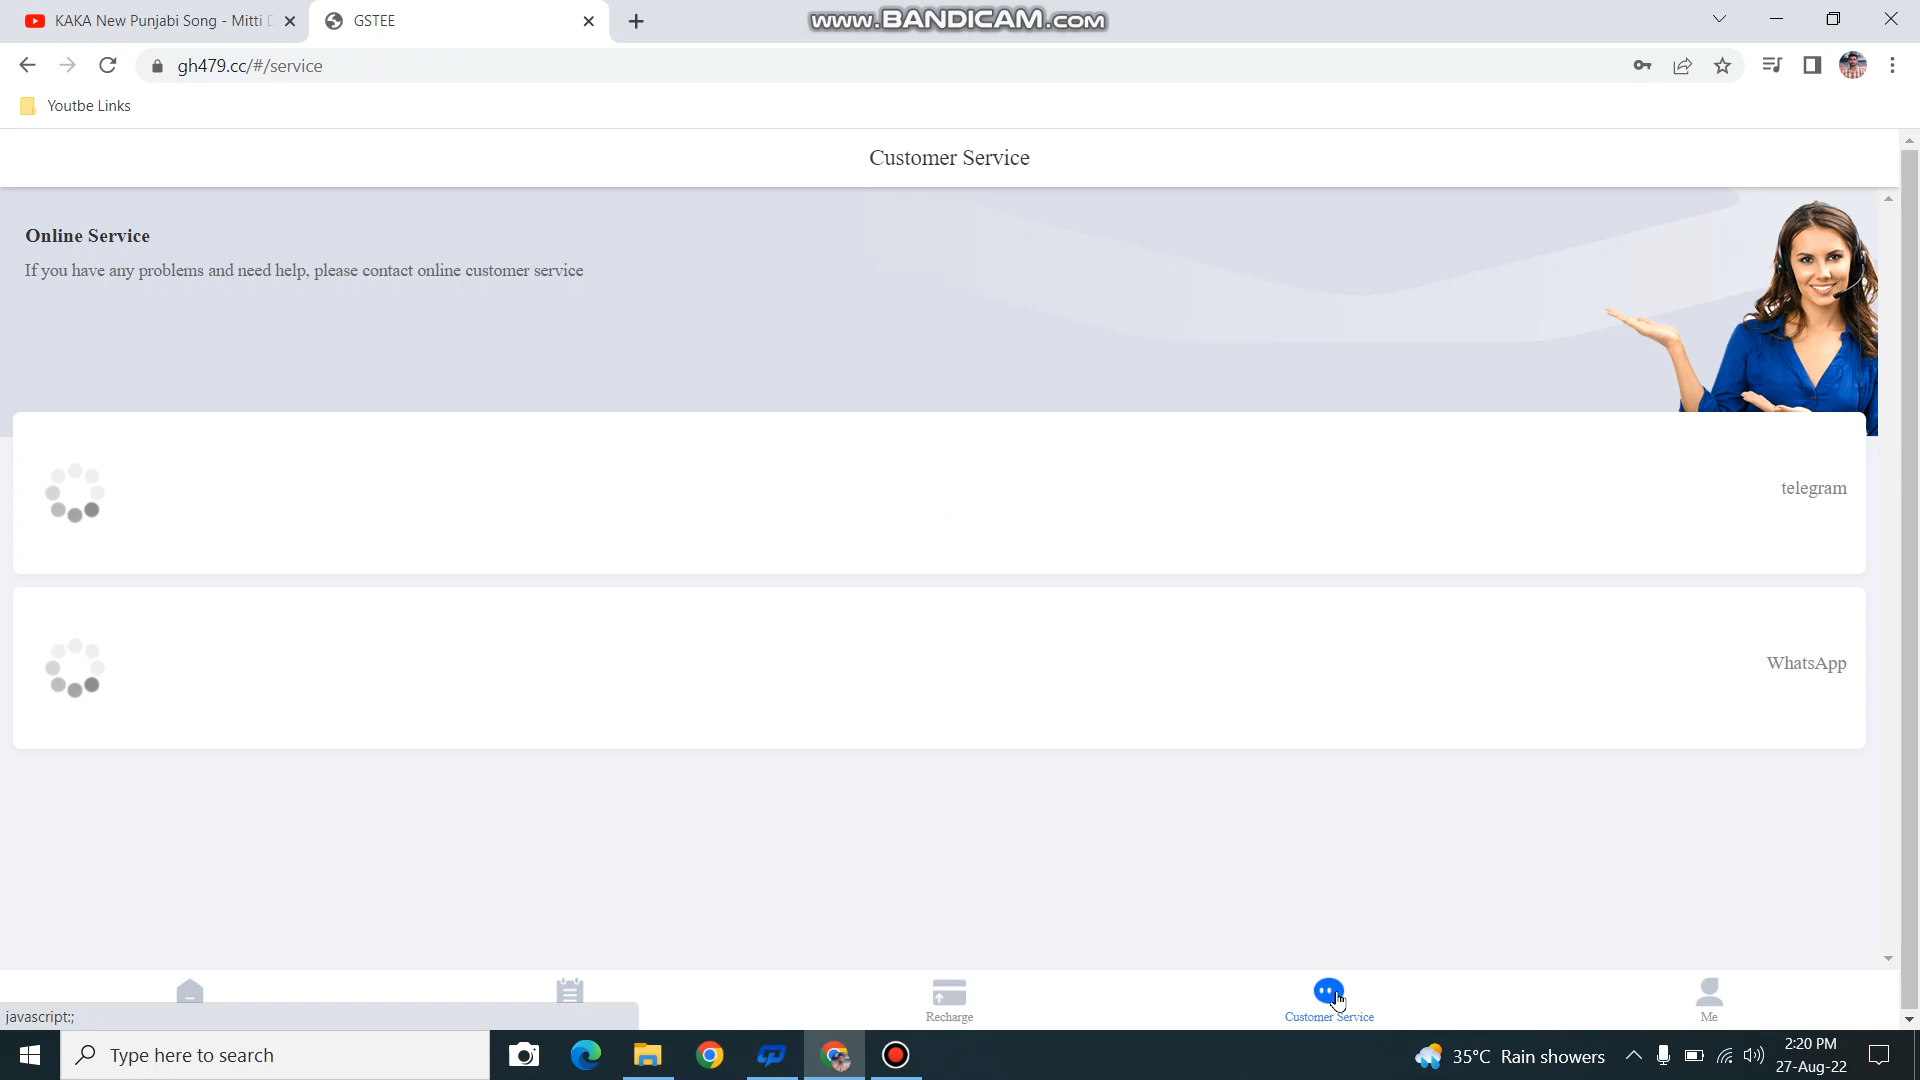 KAKA New Punjabi Song - Mitti D
GSTEE
www.BANDICAM.com
gh479.cc/#/service
Youtbe Links
Customer Service
Online Service
If you have any problems and need help, please contact online customer service
telegram
WhatsApp
Recharge
Customer Service
Me
javascript:;
Type here to search
35°C Rain showers
2:20 PM
27-Aug-22